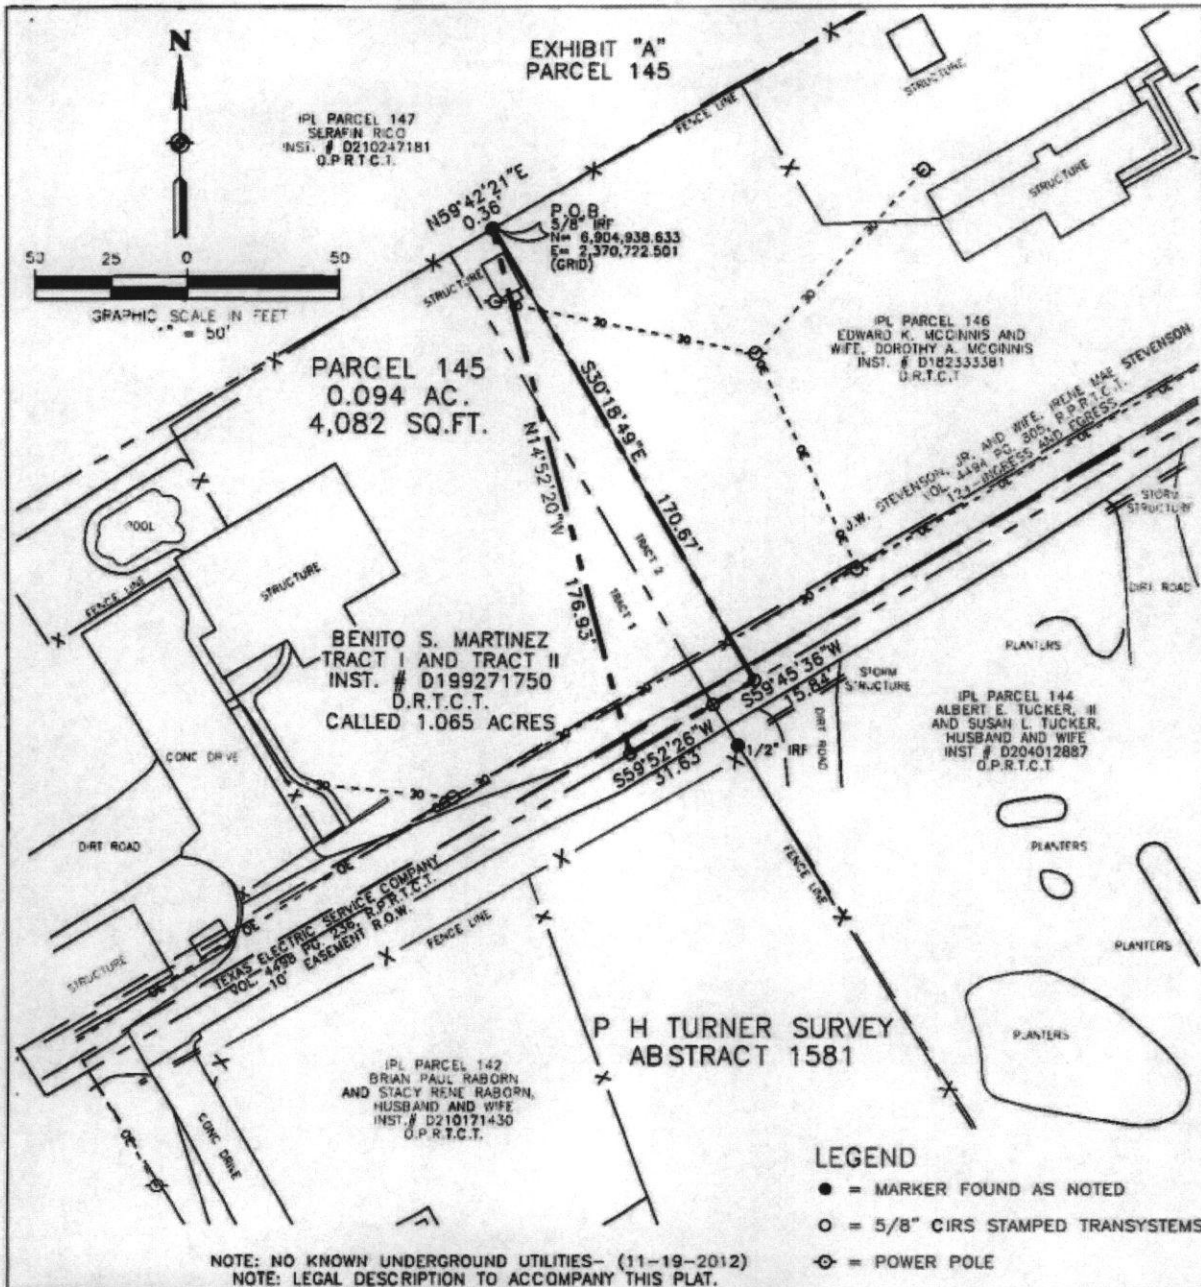 EXHIBIT "A"
PARCEL 145
N
IPL PARCEL 147
SERAFIN RICO
INST. # D210247181
O.P.R.T.C.T.
50 25 0 50
GRAPHIC SCALE IN FEET
1" = 50'
N59°42'21"E
0.36'
P.O.B.
5/8" IRF
N= 6,904,938.633
E= 2,370,722.501
(GRID)
FENCE LINE
STRUCTURE
STRUCTURE
STRUCTURE
PARCEL 145
0.094 AC.
4,082 SQ.FT.
IPL PARCEL 146
EDWARD K. MCGINNIS AND
WIFE, DOROTHY A. MCGINNIS
INST. # D182333381
D.R.T.C.T
S30°18'49"E
170.67'
N14°52'20"W
176.93'
TRACT 2
TRACT 1
J.W. STEVENSON, JR. AND WIFE, IRENE MAE STEVENSON
VOL. 4494 PG. 305, R.P.R.T.C.T.
12'-INGRESS AND EGRESS
OE
OE
POOL
STRUCTURE
FENCE LINE
BENITO S. MARTINEZ
TRACT I AND TRACT II
INST. # D199271750
D.R.T.C.T.
CALLED 1.065 ACRES
STORM
STRUCTURE
DIRT ROAD
PLANTERS
S59°45'36"W
15.84'
STORM
STRUCTURE
S59°52'26"W
31.63'
1/2" IRF
DIRT ROAD
IPL PARCEL 144
ALBERT E. TUCKER, III
AND SUSAN L. TUCKER,
HUSBAND AND WIFE
INST # D204012887
O.P.R.T.C.T
CONC DRIVE
DIRT ROAD
OE
OE
FENCE LINE
PLANTERS
PLANTERS
TEXAS ELECTRIC SERVICE COMPANY
VOL. 4498 PG. 236, R.P.R.T.C.T.
10' EASEMENT R.O.W.
FENCE LINE
STRUCTURE
OE
P H TURNER SURVEY
ABSTRACT 1581
PLANTERS
IPL PARCEL 142
BRIAN PAUL RABORN
AND STACY RENE RABORN,
HUSBAND AND WIFE
INST.# D210171430
O.P.R.T.C.T.
OE
CONC DRIVE
LEGEND
● = MARKER FOUND AS NOTED
○ = 5/8" CIRS STAMPED TRANSYSTEMS
= POWER POLE
NOTE: NO KNOWN UNDERGROUND UTILITIES- (11-19-2012)
NOTE: LEGAL DESCRIPTION TO ACCOMPANY THIS PLAT.